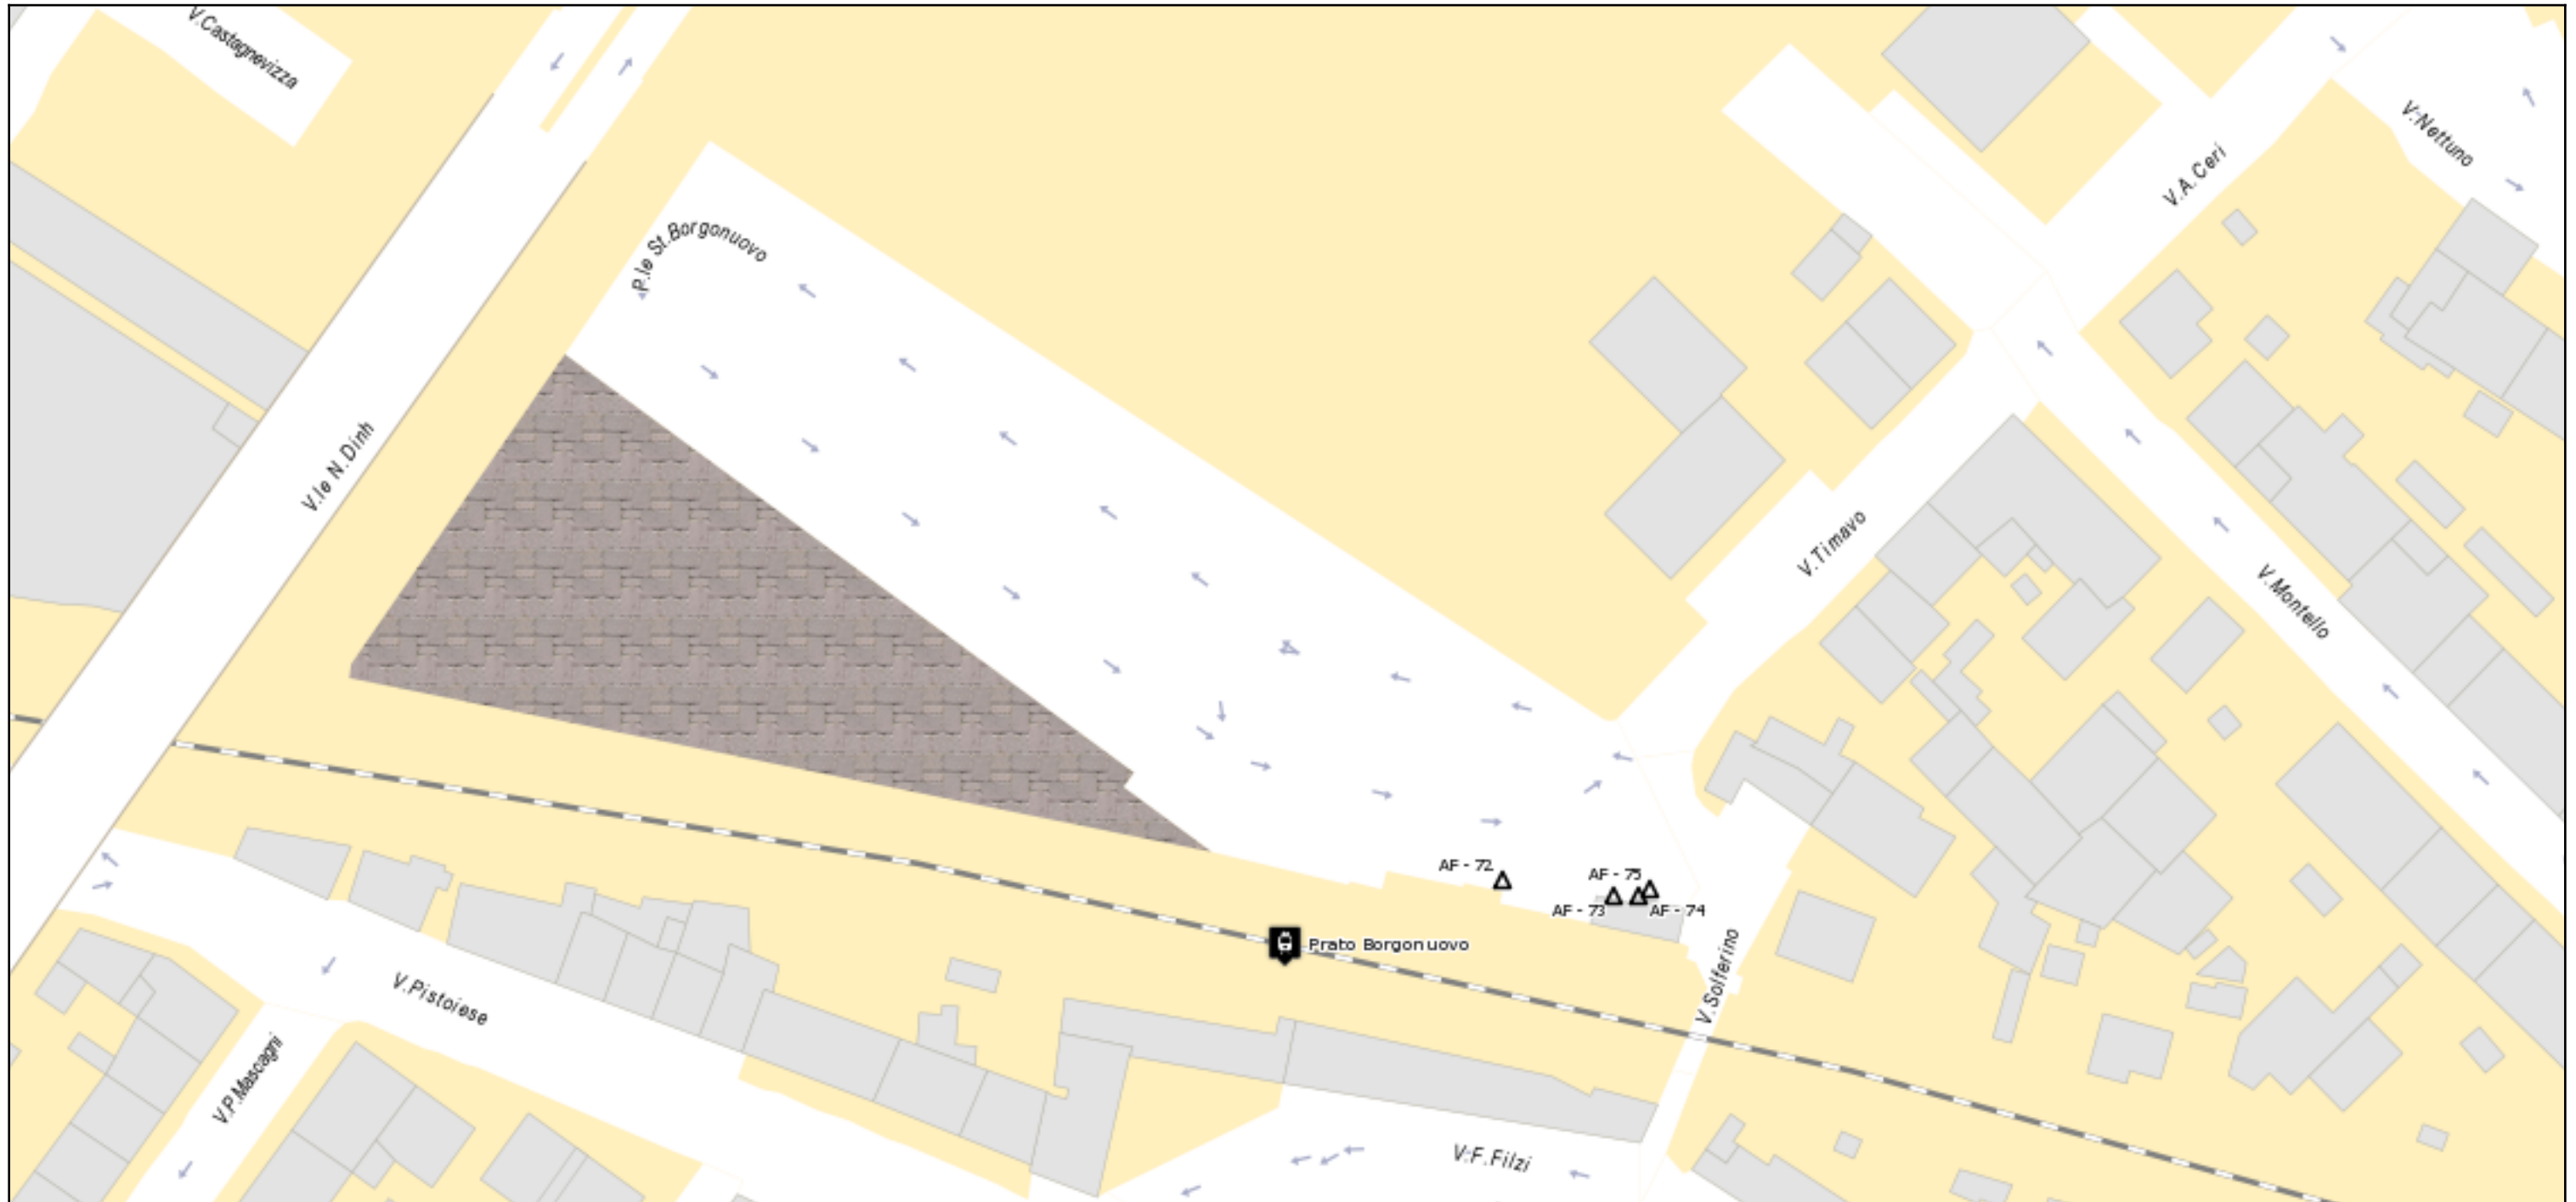 V.Castagnevizza
P.le St.Borgonuovo
V.Nettuno
V.A.Ceri
V.le N.Dinh
V.Timavo
V.Montello
AF - 72
AF - 75
AF - 73
AF - 74
Prato Borgonuovo
V.Solferino
V.Pistoiese
V.P.Mascagni
V.F.Filzi